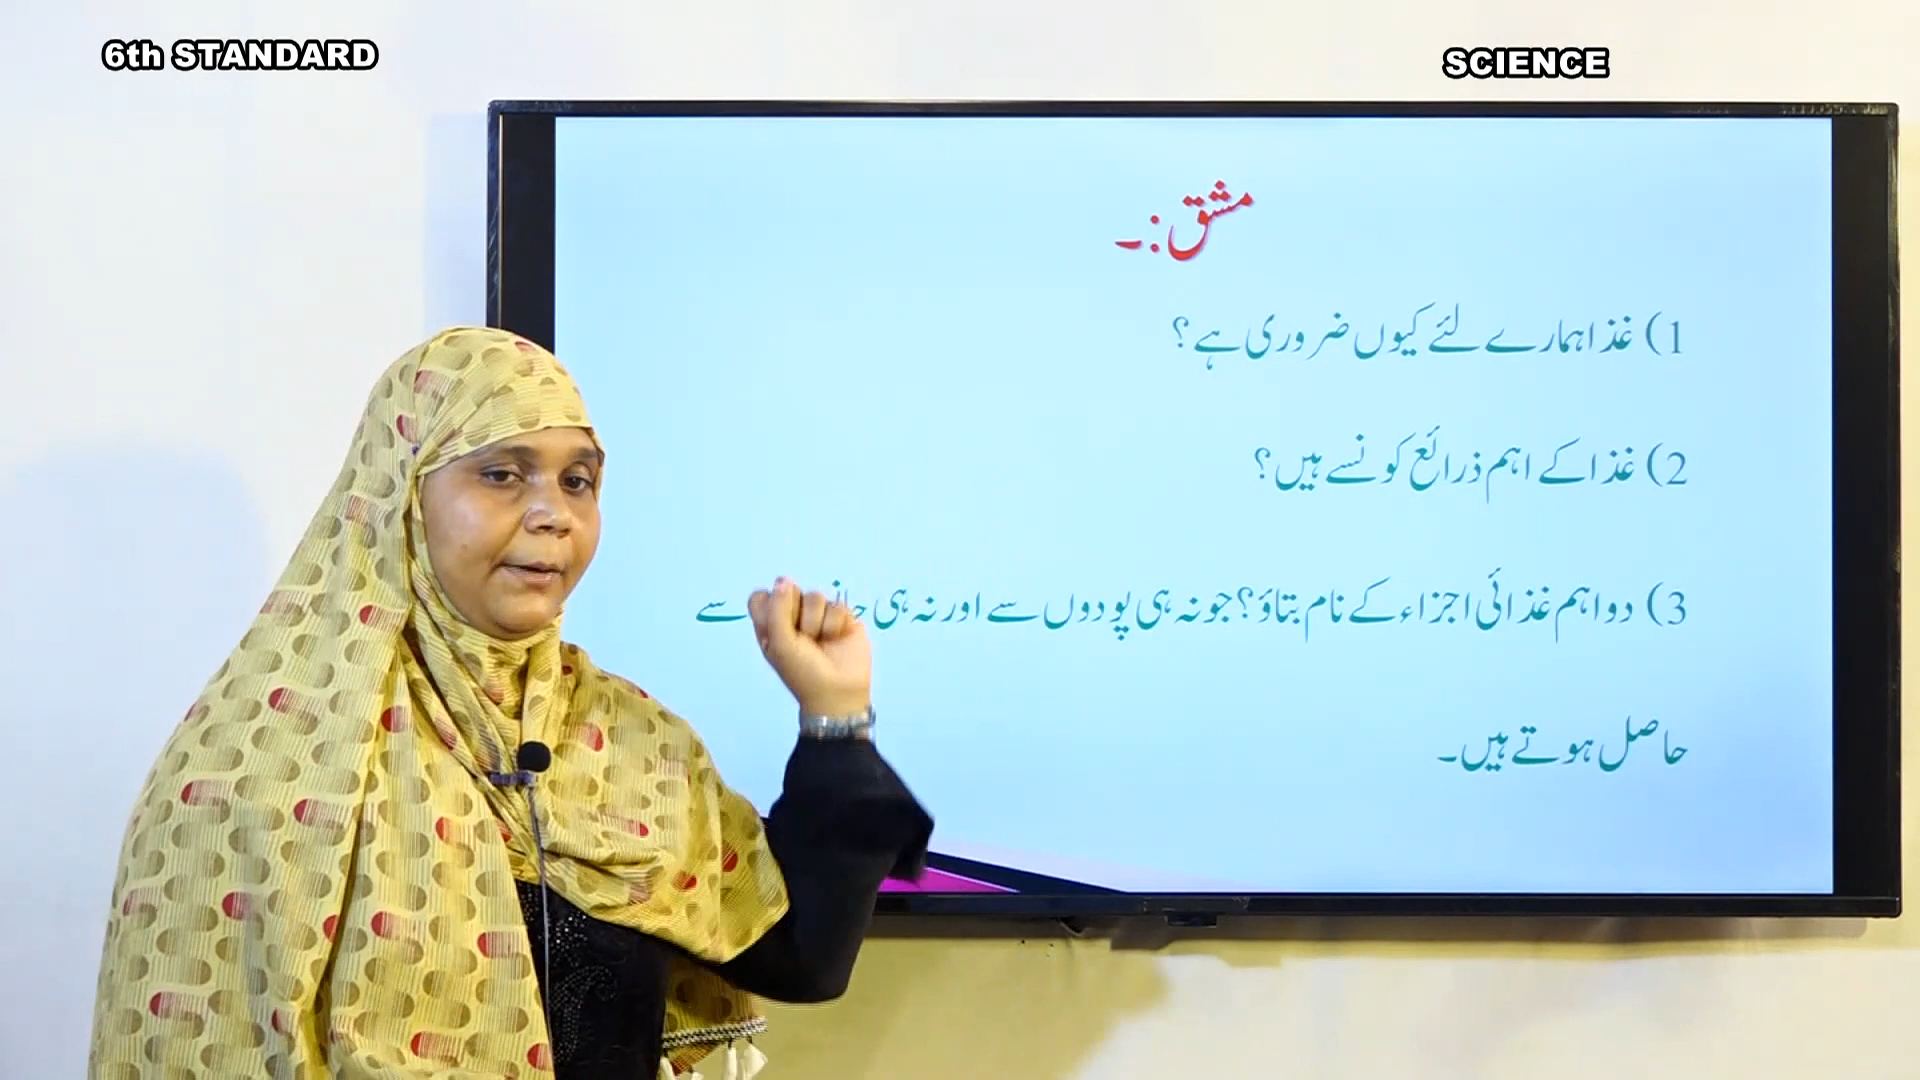 6th STANDARD
SCIENCE
مشق:۔
1) غذا ہمارے لئے کیوں ضروری ہے؟
2) غذا کے اہم ذرائع کونسے ہیں؟
3) دو اہم غذائی اجزاء کے نام بتاؤ؟ جو نہ ہی پودوں سے اور نہ ہی سے
حاصل ہوتے ہیں۔